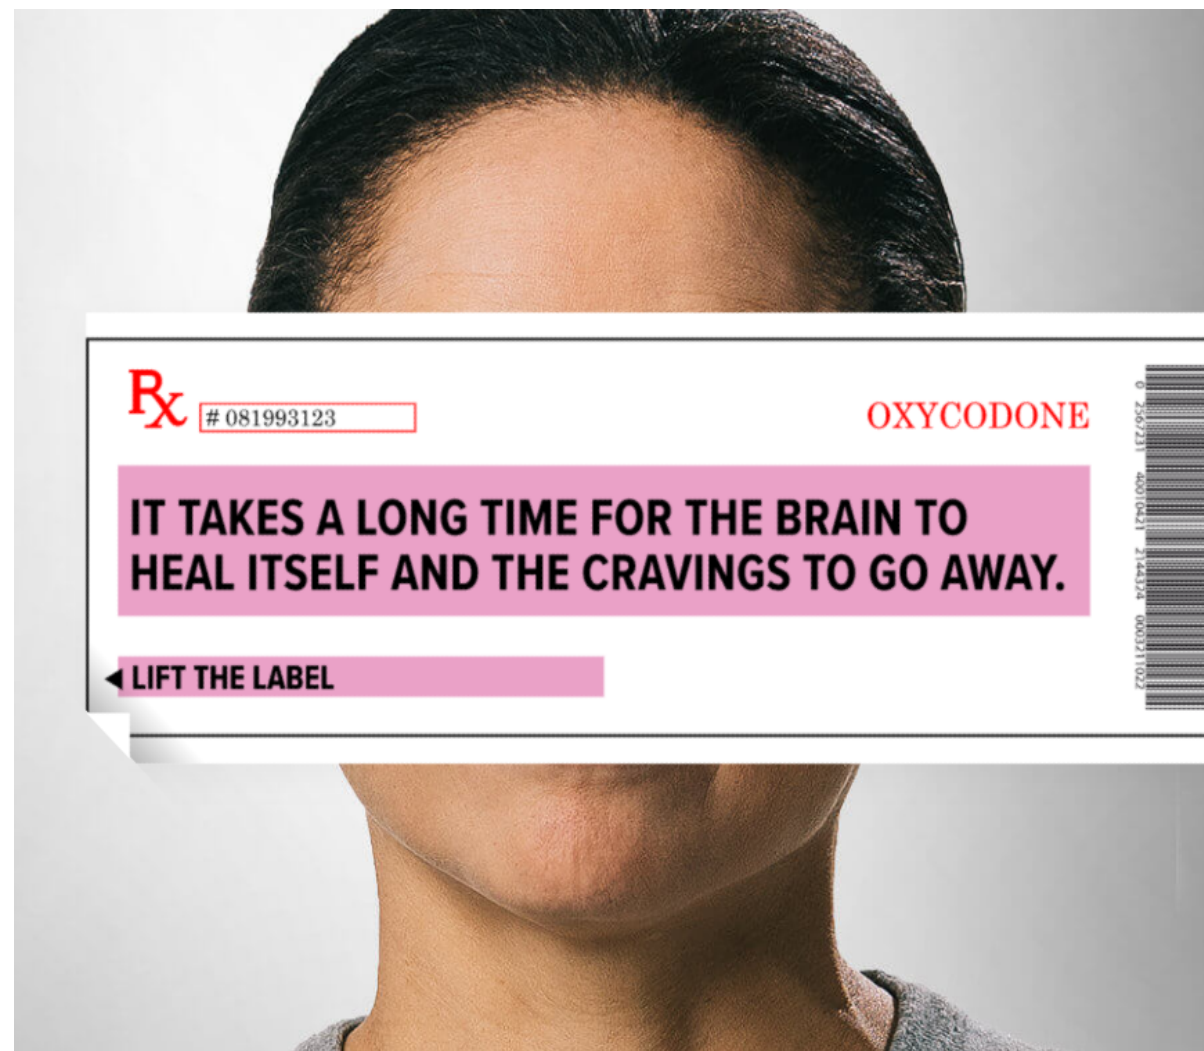 Rx
# 081993123
OXYCODONE
IT TAKES A LONG TIME FOR THE BRAIN TO
HEAL ITSELF AND THE CRAVINGS TO GO AWAY.
◄ LIFT THE LABEL